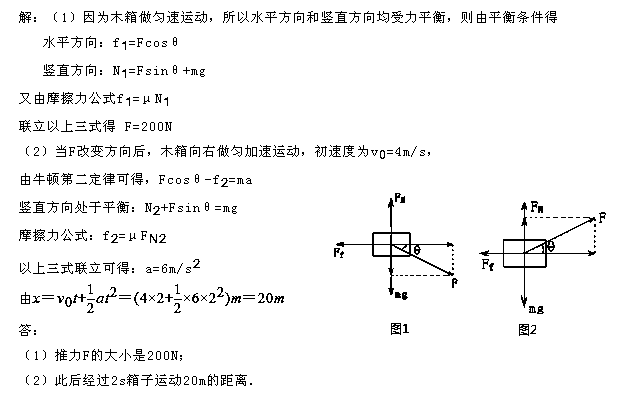 解：（1）因为木箱做匀速运动，所以水平方向和竖直方向均受力平衡，则由平衡条件得
水平方向：f1=Fcosθ
竖直方向：N1=Fsinθ+mg
又由摩擦力公式f1=μN1
联立以上三式得 F=200N
（2）当F改变方向后，木箱向右做匀加速运动，初速度为v0=4m/s，
由牛顿第二定律可得，Fcosθ-f2=ma
竖直方向处于平衡：N2+Fsinθ=mg
摩擦力公式：f2=μFN2
以上三式联立可得：a=6m/s²
由x=v0t+1/2at²=(4×2+1/2×6×2²)m=20m
答：
（1）推力F的大小是200N；
（2）此后经过2s箱子运动20m的距离．
FN
Ff
θ
F
mg
图1
FN
F
θ
Ff
mg
图2